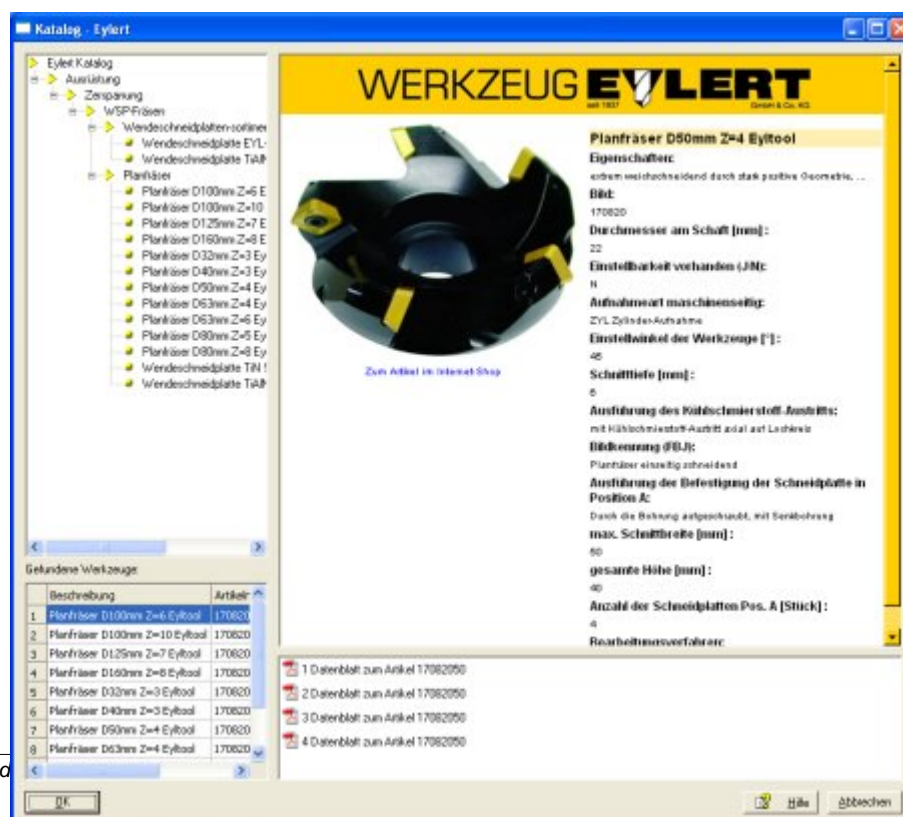 Katalog - Eylert
Eylert Katalog
Ausrüstung
Zerspanung
WSP-Fräsen
Wendeschneidplatten-sortimen
Wendeschneidplatte EYL-
Wendeschneidplatte TiAlN
Planfräser
Planfräser D100mm Z=6 E
Planfräser D100mm Z=10
Planfräser D125mm Z=7 E
Planfräser D160mm Z=8 E
Planfräser D32mm Z=3 Ey
Planfräser D40mm Z=3 Ey
Planfräser D50mm Z=4 Ey
Planfräser D63mm Z=4 Ey
Planfräser D63mm Z=6 Ey
Planfräser D80mm Z=5 Ey
Planfräser D80mm Z=8 Ey
Wendeschneidplatte TiN S
Wendeschneidplatte TiAlN
WERKZEUG EYLERT
seit 1937 GmbH & Co. KG
Zum Artikel im Internet-Shop
Planfräser D50mm Z=4 Eyltool
Eigenschaften:
extrem weichschneidend durch stark positive Geometrie, ...
Bild:
170820
Durchmesser am Schaft [mm]:
22
Einstellbarkeit vorhanden (J/N):
N
Aufnahmeart maschinenseitig:
ZYL Zylinder-Aufnahme
Einstellwinkel der Werkzeuge [°]:
45
Schnitttiefe [mm]:
6
Ausführung des Kühlschmierstoff-Austritts:
mit Kühlschmierstoff-Austritt axial auf Lochkreis
Bildkennung (FBJ):
Planfräser einseitig schneidend
Ausführung der Befestigung der Schneidplatte in
Position A:
Durch die Bohrung aufgeschraubt, mit Senkbohrung
max. Schnittbreite [mm]:
50
gesamte Höhe [mm]:
40
Anzahl der Schneidplatten Pos. A [Stück]:
4
Bearbeitungsverfahren:
Gefundene Werkzeuge:
Beschreibung Artikelr
1 Planfräser D100mm Z=6 Eyltool 170820
2 Planfräser D100mm Z=10 Eyltool 170820
3 Planfräser D125mm Z=7 Eyltool 170820
4 Planfräser D160mm Z=8 Eyltool 170820
5 Planfräser D32mm Z=3 Eyltool 170820
6 Planfräser D40mm Z=3 Eyltool 170820
7 Planfräser D50mm Z=4 Eyltool 170820
8 Planfräser D63mm Z=4 Eyltool 170820
1 Datenblatt zum Artikel 17082050
2 Datenblatt zum Artikel 17082050
3 Datenblatt zum Artikel 17082050
4 Datenblatt zum Artikel 17082050
d
OK
Hilfe
Abbrechen